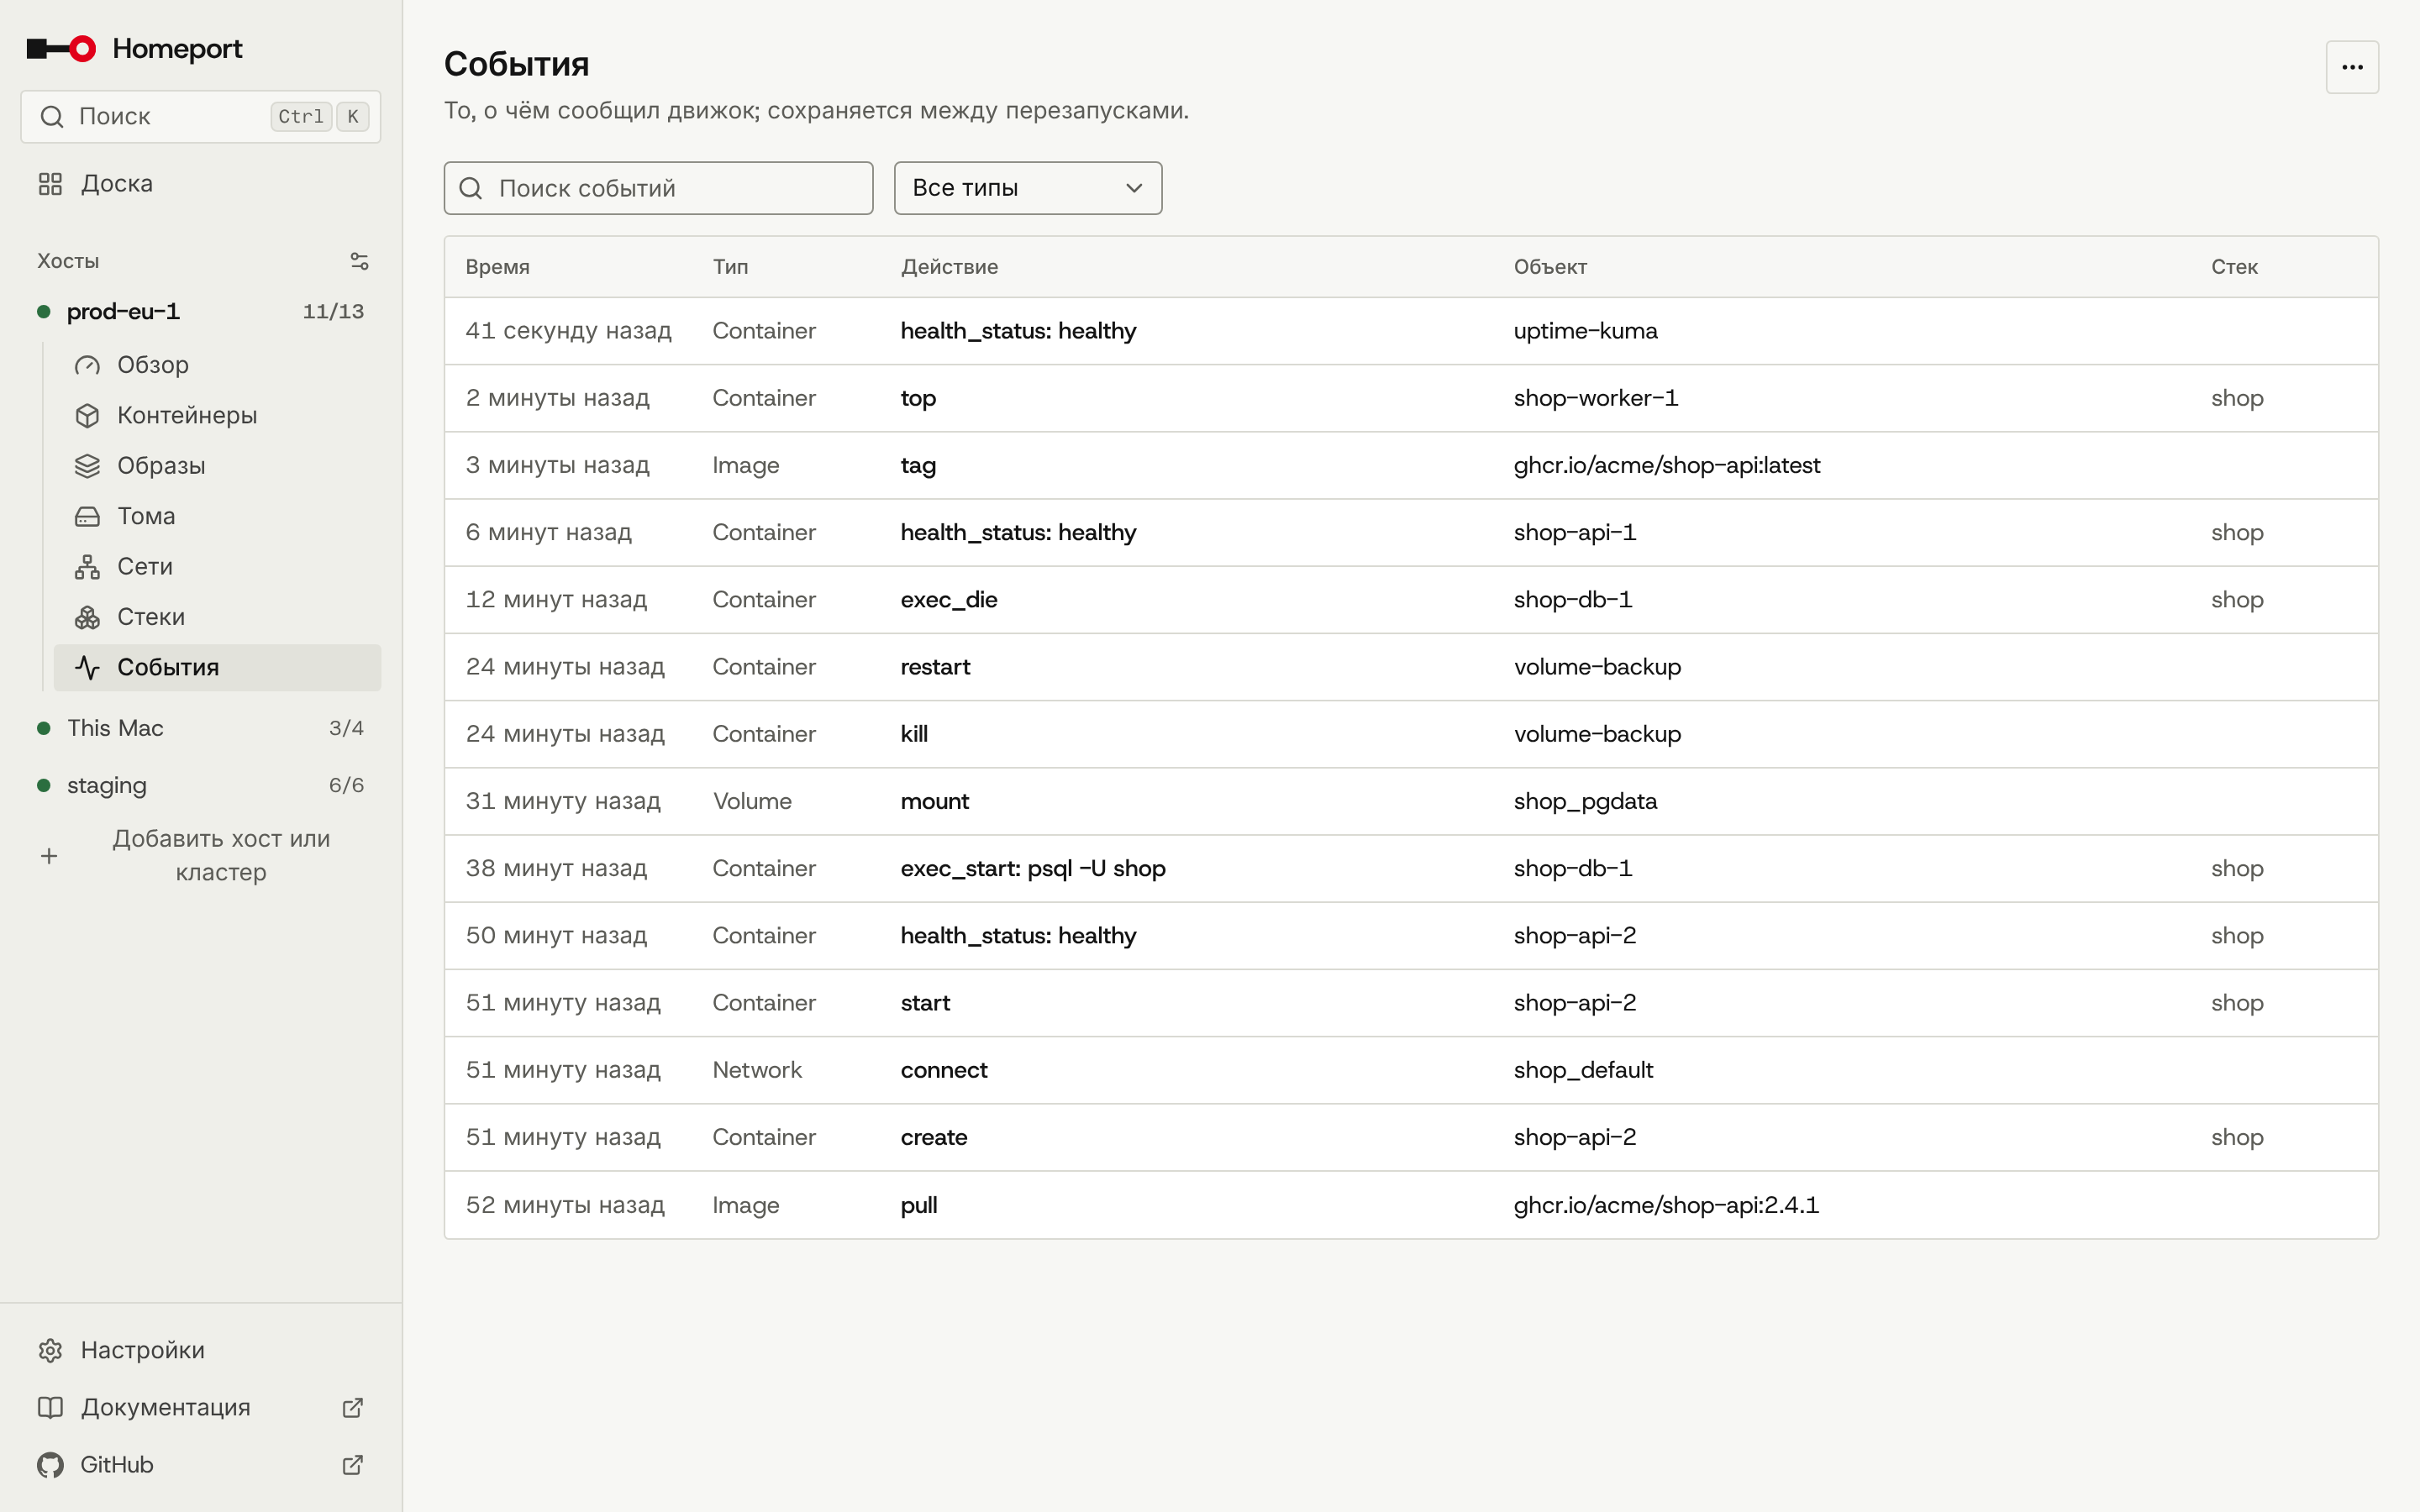 Homeport
Поиск Ctrl K
Доска
Хосты
prod-eu-1 11/13
Обзор
Контейнеры
Образы
Тома
Сети
Стеки
События
This Mac 3/4
staging 6/6
Добавить хост или
кластер
Настройки
Документация
GitHub
События
То, о чём сообщил движок; сохраняется между перезапусками.
Поиск событий Все типы
Время Тип Действие Объект Стек
41 секунду назад Container health_status: healthy uptime-kuma
2 минуты назад Container top shop-worker-1 shop
3 минуты назад Image tag ghcr.io/acme/shop-api:latest
6 минут назад Container health_status: healthy shop-api-1 shop
12 минут назад Container exec_die shop-db-1 shop
24 минуты назад Container restart volume-backup
24 минуты назад Container kill volume-backup
31 минуту назад Volume mount shop_pgdata
38 минут назад Container exec_start: psql -U shop shop-db-1 shop
50 минут назад Container health_status: healthy shop-api-2 shop
51 минуту назад Container start shop-api-2 shop
51 минуту назад Network connect shop_default
51 минуту назад Container create shop-api-2 shop
52 минуты назад Image pull ghcr.io/acme/shop-api:2.4.1